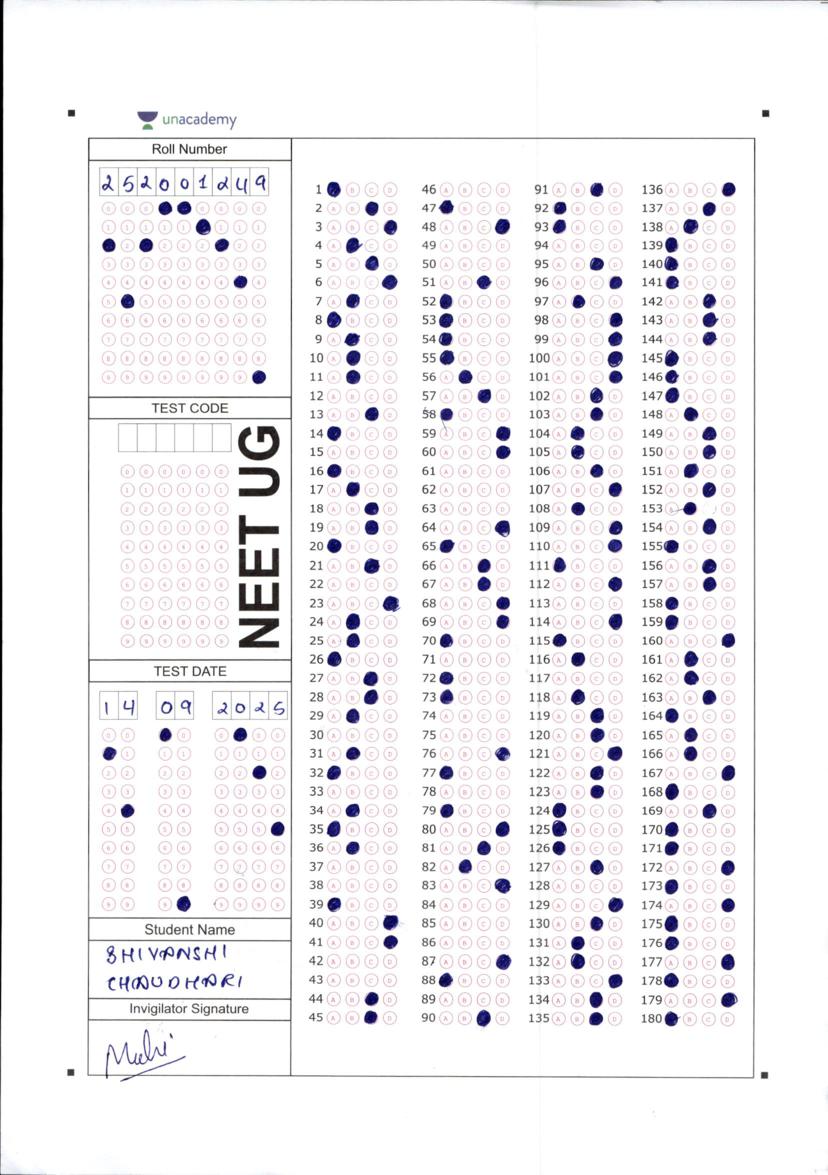 unacademy
Roll Number
2 5 2 0 0 1 2 4 9
TEST CODE
NEET UG
TEST DATE
1 4 0 9 2 0 2 5
Student Name
SHIVANSHI
CHAUDHARI
Invigilator Signature
1 B C D
2 A B D
3 A B C
4 A C D
5 A B D
6 A B C
7 A C D
8 B C D
9 A C D
10 A C D
11 A C D
12 A B C D
13 A B D
14 B C D
15 A B C D
16 B C D
17 A C D
18 A B D
19 A B D
20 B C D
21 A B D
22 A B C D
23 A B C
24 A C D
25 A C D
26 B C D
27 A B D
28 A B D
29 A C D
30 A B C D
31 A C D
32 B C D
33 A B C D
34 A C D
35 B C D
36 A C D
37 A B C D
38 A B C D
39 B C D
40 A B C
41 A B C
42 A B C D
43 A B C D
44 A B D
45 A B D
46 A B C D
47 B C D
48 A B C
49 A B C D
50 A B C D
51 A B D
52 B C D
53 B C D
54 B C D
55 B C D
56 A C D
57 A B D
58 B C D
59 A B C
60 A B C
61 A B C D
62 A B C D
63 A B C D
64 A B C
65 B C D
66 A B D
67 A B D
68 A B C
69 A B C
70 B C D
71 A B C D
72 B C D
73 B C D
74 A B C D
75 A B C D
76 A B C
77 B C D
78 A B C D
79 B C D
80 A B C
81 A B D
82 A C D
83 A B C
84 A B C D
85 A B C D
86 A B C D
87 A B C
88 B C D
89 A B C D
90 A B D
91 A B D
92 B C D
93 B C D
94 A B C D
95 A B D
96 A B C
97 A C D
98 A B C
99 A B C
100 A B C
101 A B C
102 A B D
103 A B D
104 A C D
105 A C D
106 A B D
107 A B C
108 A C D
109 A B C
110 A B C
111 B C D
112 A B C
113 A B C D
114 A B C
115 B C D
116 A C D
117 A B C D
118 A C D
119 A B D
120 A B D
121 A B C
122 A B D
123 A B D
124 B C D
125 B C D
126 B C D
127 A B D
128 A B C D
129 A B C
130 A B D
131 A C D
132 A C D
133 A B C
134 A B D
135 A B D
136 A B C
137 A B D
138 A C D
139 B C D
140 B C D
141 B C D
142 A B D
143 A B D
144 A B D
145 B C D
146 B C D
147 B C D
148 A C D
149 A B D
150 A B D
151 A C D
152 A B D
153 A C D
154 A B D
155 B C D
156 A B D
157 A B D
158 B C D
159 B C D
160 A B C
161 A C D
162 A C D
163 A B D
164 B C D
165 A C D
166 A C D
167 A B C
168 B C D
169 A B D
170 B C D
171 B C D
172 A B C
173 B C D
174 A B C
175 B C D
176 B C D
177 A B C
178 B C D
179 A B C
180 B C D